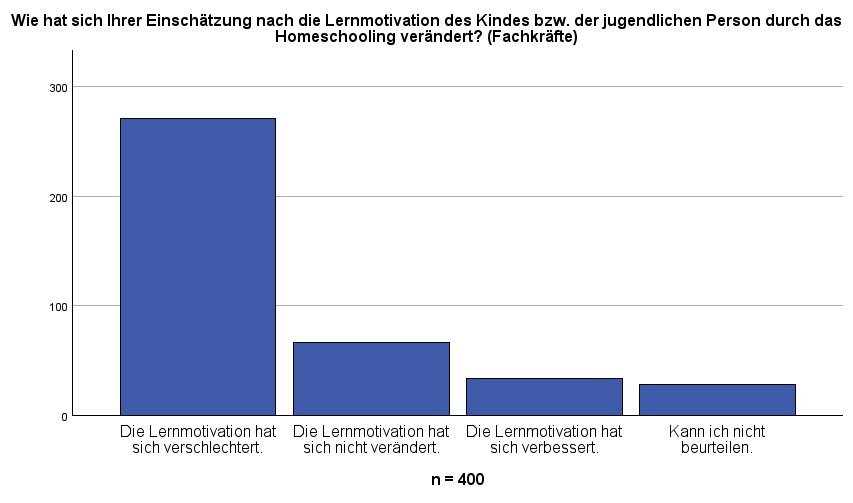 Wie hat sich Ihrer Einschätzung nach die Lernmotivation des Kindes bzw. der jugendlichen Person durch das
Homeschooling verändert? (Fachkräfte)
300
200
100
0
Die Lernmotivation hat
sich verschlechtert.
Die Lernmotivation hat
sich nicht verändert.
Die Lernmotivation hat
sich verbessert.
Kann ich nicht
beurteilen.
n = 400